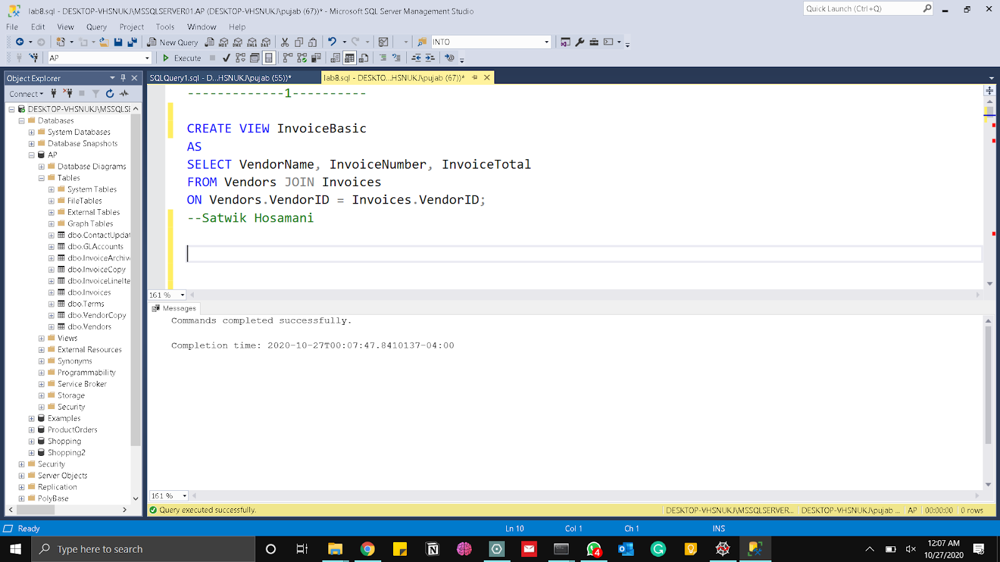 lab8.sql - DESKTOP-VHSNUKJ\MSSQLSERVER01.AP (DESKTOP-VHSNUKJ\pujab (67))* - Microsoft SQL Server Management Studio
Quick Launch (Ctrl+Q)
File Edit View Query Project Tools Window Help
New Query MDX DMX XMLA DAX INTO
AP Execute
Object Explorer
SQLQuery1.sql - D...HSNUKJ\pujab (55))*
lab8.sql - DESKTO...HSNUKJ\pujab (67))*
Connect
DESKTOP-VHSNUKJ\MSSQLSE
Databases
System Databases
Database Snapshots
AP
Database Diagrams
Tables
System Tables
FileTables
External Tables
Graph Tables
dbo.ContactUpdat
dbo.GLAccounts
dbo.InvoiceArchiv
dbo.InvoiceCopy
dbo.InvoiceLineIte
dbo.Invoices
dbo.Terms
dbo.VendorCopy
dbo.Vendors
Views
External Resources
Synonyms
Programmability
Service Broker
Storage
Security
Examples
ProductOrders
Shopping
Shopping2
Security
Server Objects
Replication
PolyBase
-------------1----------
CREATE VIEW InvoiceBasic
AS
SELECT VendorName, InvoiceNumber, InvoiceTotal
FROM Vendors JOIN Invoices
ON Vendors.VendorID = Invoices.VendorID;
--Satwik Hosamani
161 %
Messages
Commands completed successfully.
Completion time: 2020-10-27T00:07:47.8410137-04:00
161 %
Query executed successfully.
DESKTOP-VHSNUKJ\MSSQLSERVER... DESKTOP-VHSNUKJ\pujab ... AP 00:00:00 0 rows
Ready Ln 10 Col 1 Ch 1 INS
Type here to search
4
12:07 AM
10/27/2020